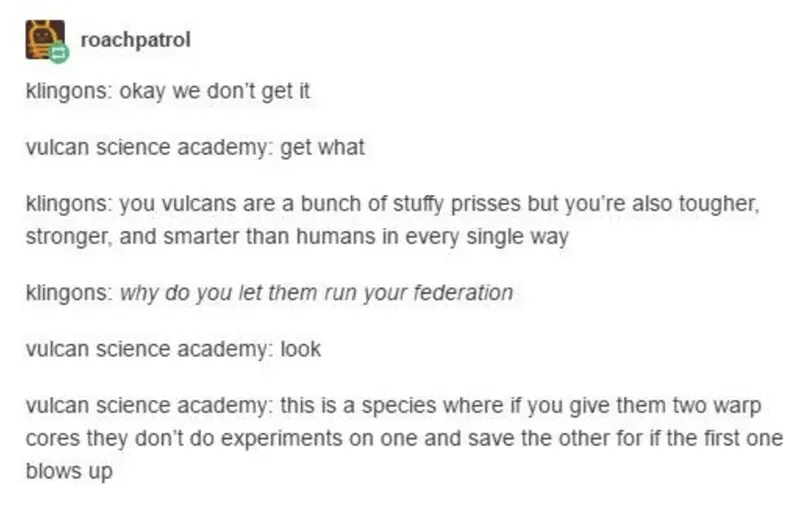 roachpatrol
klingons: okay we don't get it
vulcan science academy: get what
klingons: you vulcans are a bunch of stuffy prisses but you're also tougher,
stronger, and smarter than humans in every single way
klingons: why do you let them run your federation
vulcan science academy: look
vulcan science academy: this is a species where if you give them two warp
cores they don't do experiments on one and save the other for if the first one
blows up